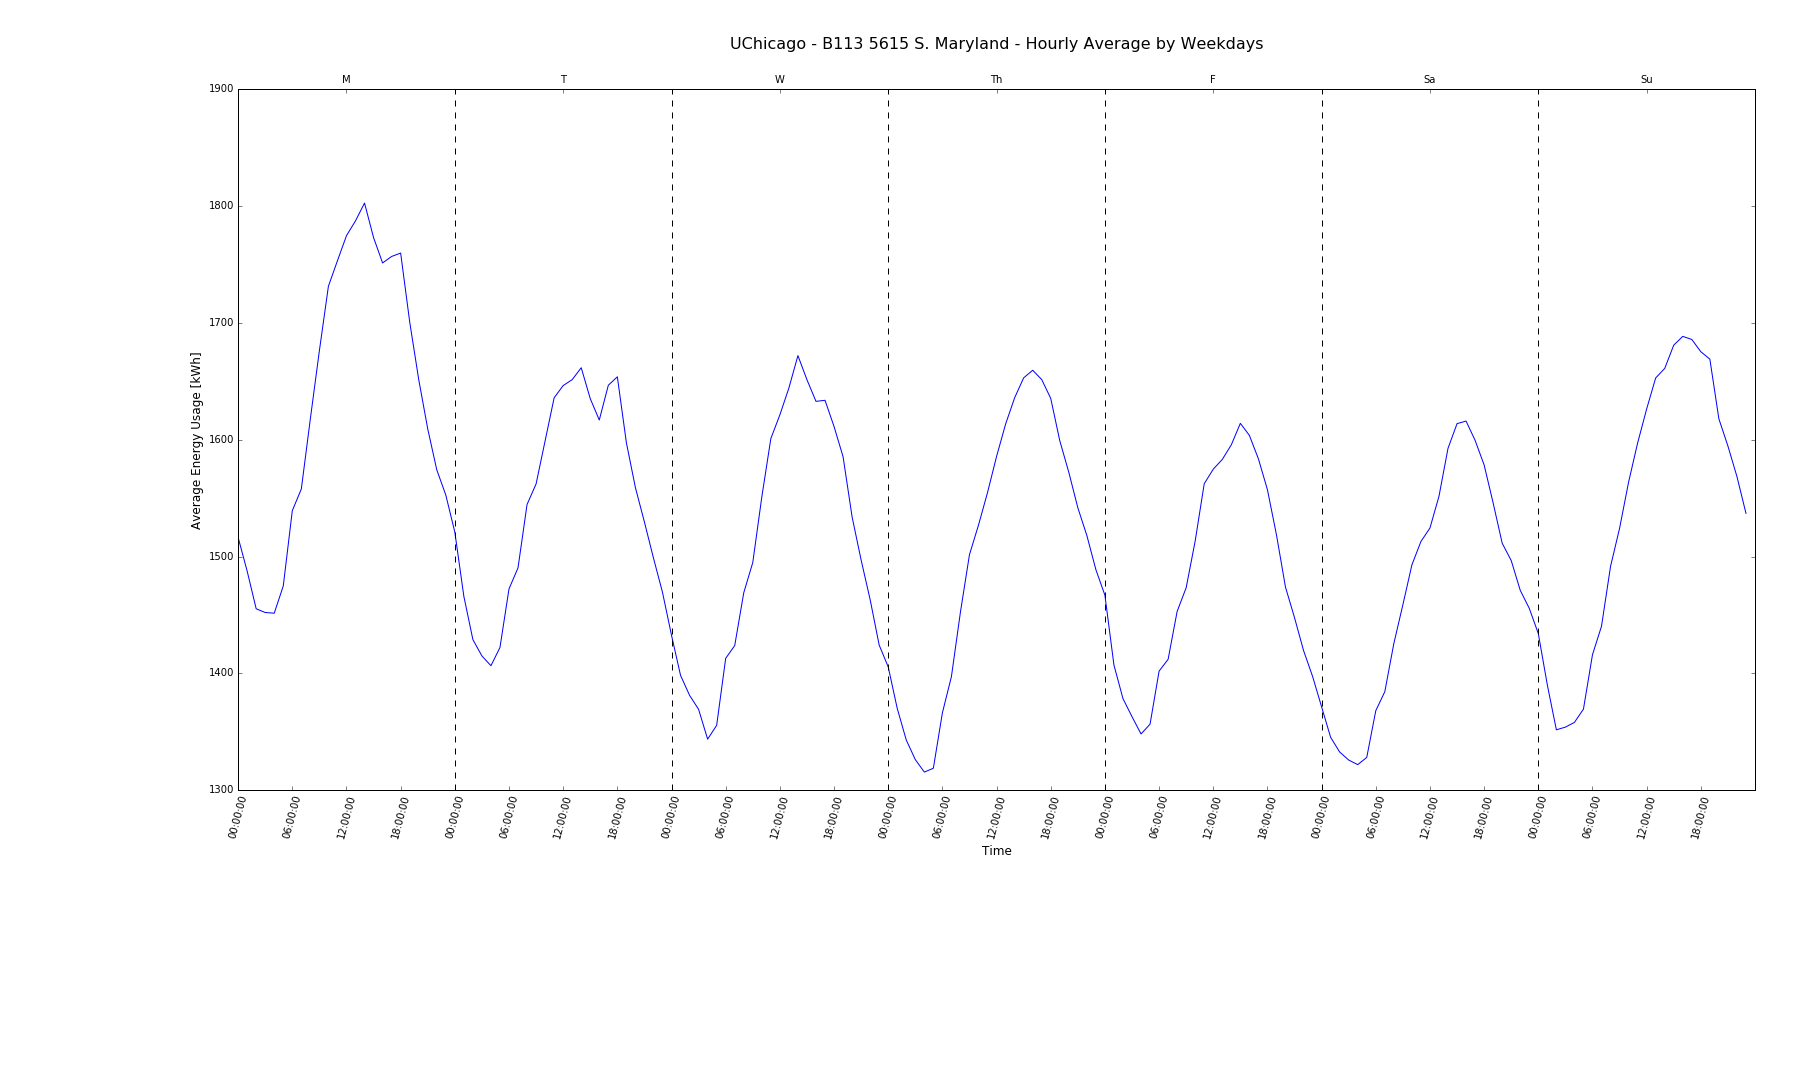 UChicago - B113 5615 S. Maryland - Hourly Average by Weekdays
M T W Th F Sa Su
1900
1800
1700
1600
1500
1400
1300
Average Energy Usage [kWh]
00:00:00 06:00:00 12:00:00 18:00:00 00:00:00 06:00:00 12:00:00 18:00:00 00:00:00 06:00:00 12:00:00 18:00:00 00:00:00 06:00:00 12:00:00 18:00:00 00:00:00 06:00:00 12:00:00 18:00:00 00:00:00 06:00:00 12:00:00 18:00:00 00:00:00 06:00:00 12:00:00 18:00:00
Time